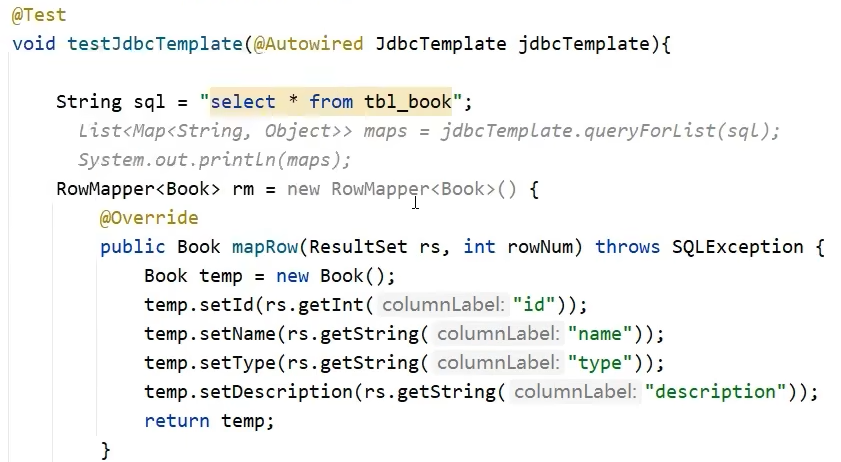 @Test
void testJdbcTemplate(@Autowired JdbcTemplate jdbcTemplate){
String sql = "select * from tbl_book";
List<Map<String, Object>> maps = jdbcTemplate.queryForList(sql);
System.out.println(maps);
RowMapper<Book> rm = new RowMapper<Book>() {
@Override
public Book mapRow(ResultSet rs, int rowNum) throws SQLException {
Book temp = new Book();
temp.setId(rs.getInt( columnLabel: "id"));
temp.setName(rs.getString( columnLabel: "name"));
temp.setType(rs.getString( columnLabel: "type"));
temp.setDescription(rs.getString( columnLabel: "description"));
return temp;
}